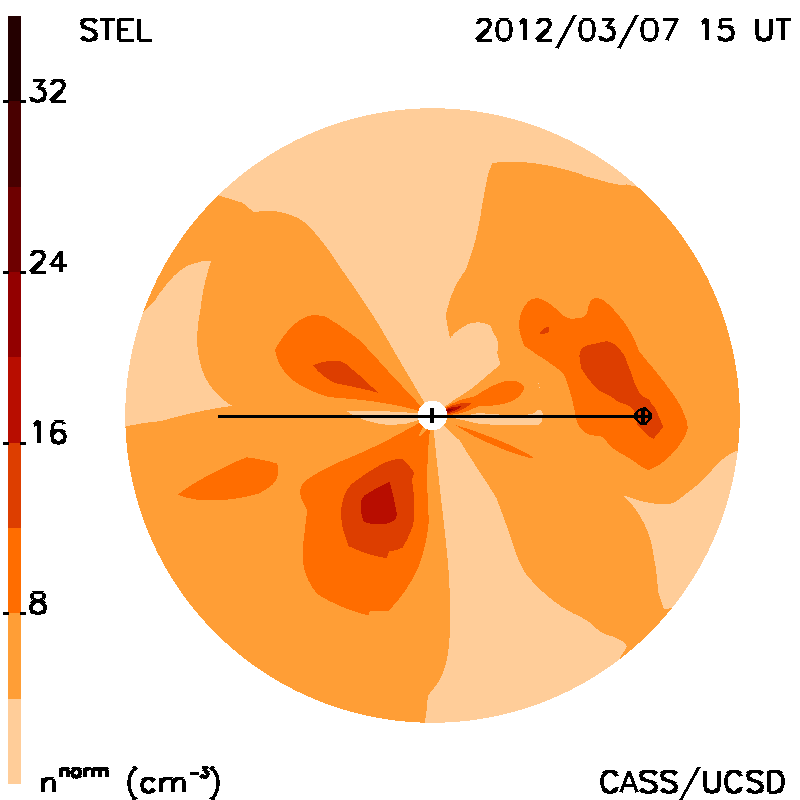 STEL 2012/03/07 15 UT
32
24
16
8
n^norm (cm^-3) CASS/UCSD